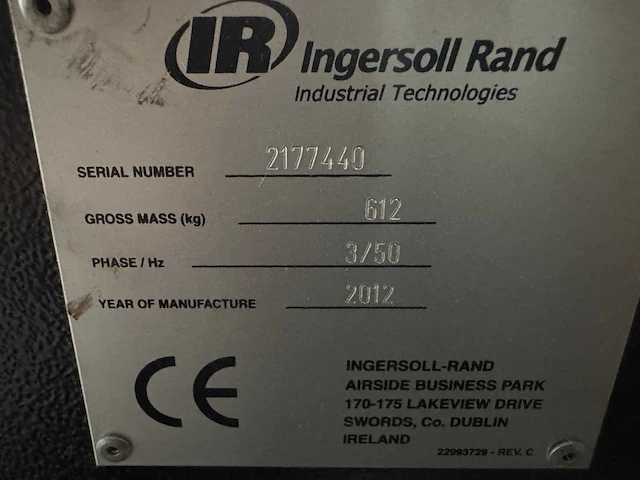 IR Ingersoll Rand
Industrial Technologies
SERIAL NUMBER 2177440
GROSS MASS (kg) 612
PHASE / Hz 3/50
YEAR OF MANUFACTURE 2012
CE
INGERSOLL-RAND
AIRSIDE BUSINESS PARK
170-175 LAKEVIEW DRIVE
SWORDS, Co. DUBLIN
IRELAND
22993729 - REV. C